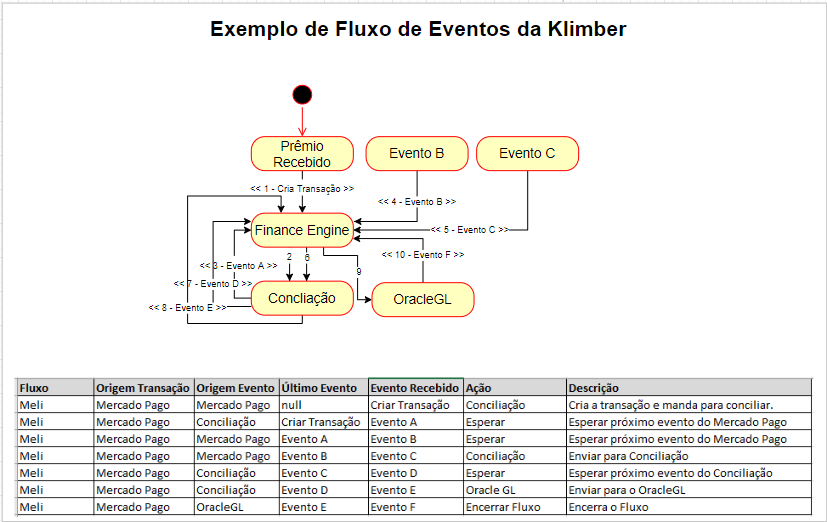 Exemplo de Fluxo de Eventos da Klimber
Prêmio
Recebido
Evento B
Evento C
<< 1 - Cria Transação >>
<< 4 - Evento B >>
Finance Engine
<< 5 - Evento C >>
<< 10 - Evento F >>
2
6
<< 3 - Evento A >>
9
<< 7 - Evento D >>
Concliação
OracleGL
<< 8 - Evento E >>
Fluxo Origem Transação Origem Evento Último Evento Evento Recebido Ação Descrição
Meli Mercado Pago Mercado Pago null Criar Transação Conciliação Cria a transação e manda para conciliar.
Meli Mercado Pago Conciliação Criar Transação Evento A Esperar Esperar próximo evento do Mercado Pago
Meli Mercado Pago Mercado Pago Evento A Evento B Esperar Esperar próximo evento do Mercado Pago
Meli Mercado Pago Mercado Pago Evento B Evento C Conciliação Enviar para Conciliação
Meli Mercado Pago Conciliação Evento C Evento D Esperar Esperar próximo evento do Conciliação
Meli Mercado Pago Conciliação Evento D Evento E Oracle GL Enviar para o OracleGL
Meli Mercado Pago OracleGL Evento E Evento F Encerrar Fluxo Encerra o Fluxo